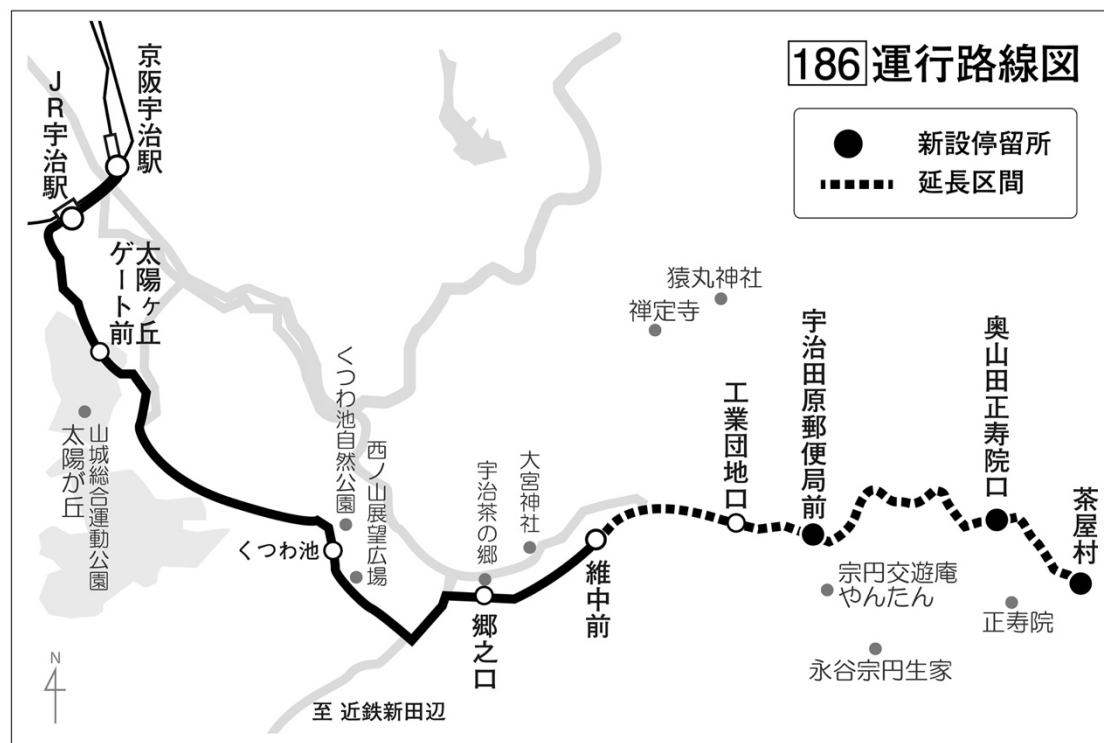 186 運行路線図
新設停留所
延長区間
京阪宇治駅
JR宇治駅
太陽ヶ丘
ゲート前
山城総合運動公園
太陽が丘
くつわ池自然公園
西ノ山展望広場
くつわ池
宇治茶の郷
大宮神社
郷之口
維中前
禅定寺
猿丸神社
工業団地口
宇治田原郵便局前
奥山田正寿院口
茶屋村
宗円交遊庵
やんたん
正寿院
永谷宗円生家
至 近鉄新田辺
N